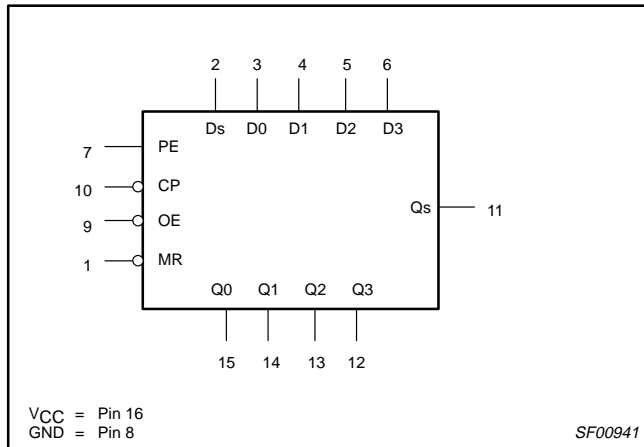 2 3 4 5 6
Ds D0 D1 D2 D3
7 PE
10 CP
9 OE
1 MR
Qs 11
Q0 Q1 Q2 Q3
15 14 13 12
VCC = Pin 16
GND = Pin 8
SF00941